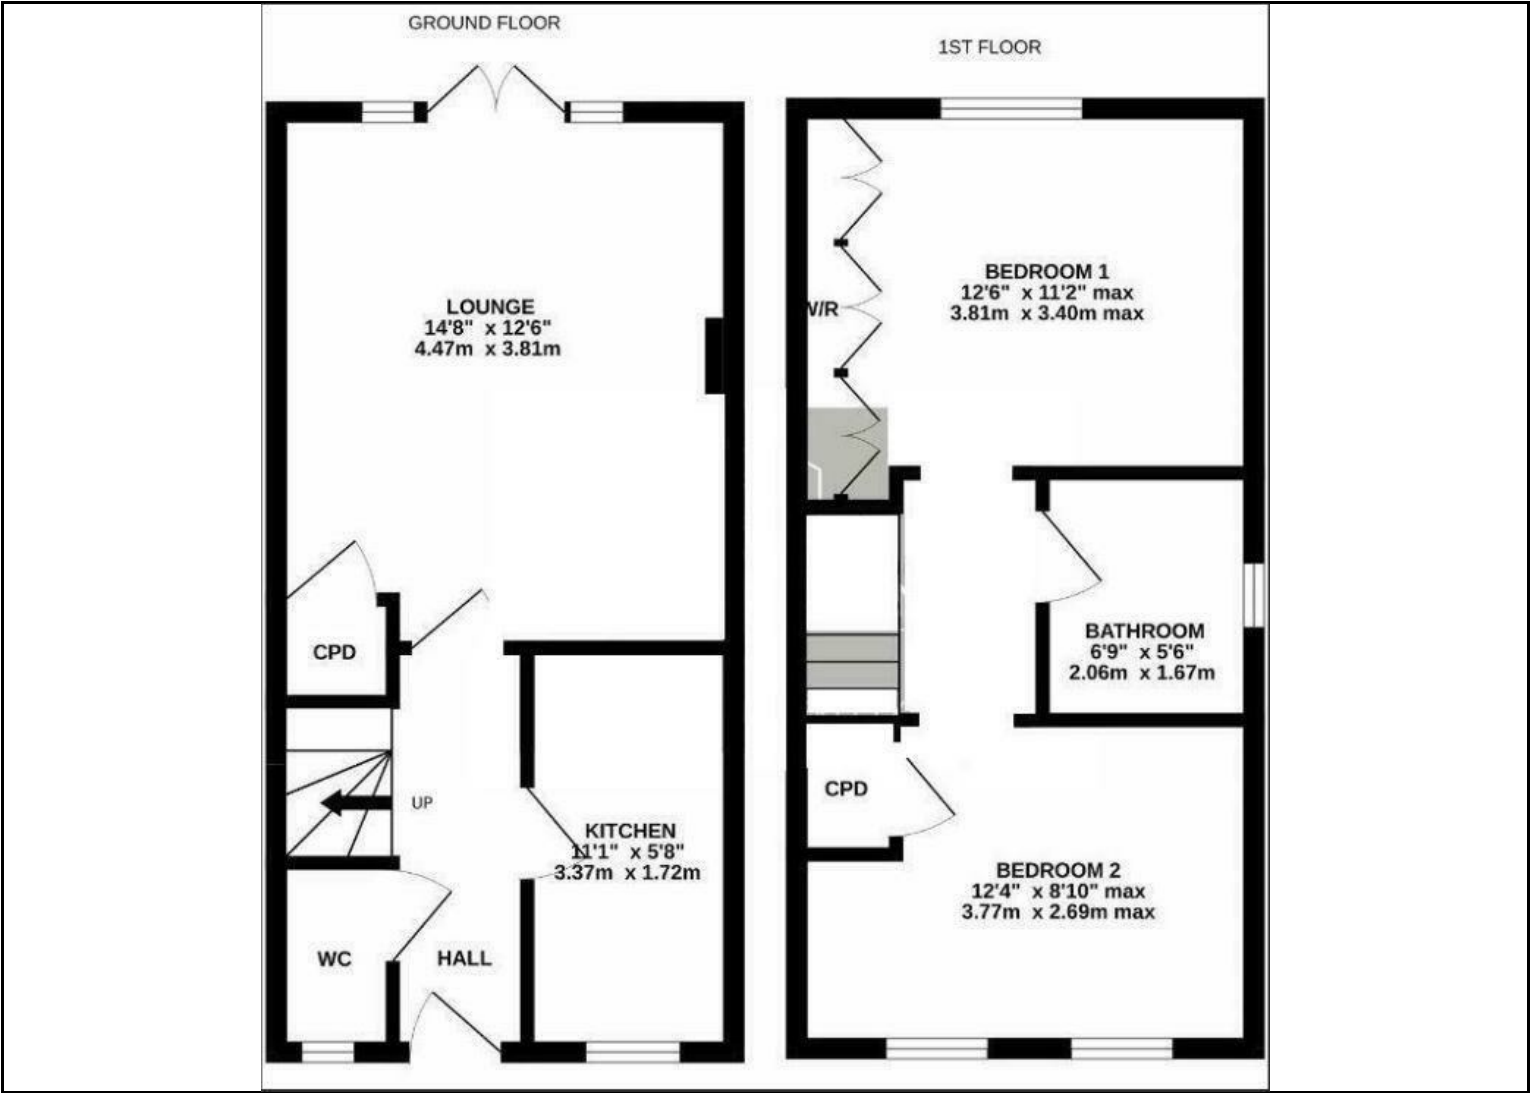 GROUND FLOOR
LOUNGE
14'8" x 12'6"
4.47m x 3.81m
CPD
UP
KITCHEN
11'1" x 5'8"
3.37m x 1.72m
WC
HALL
1ST FLOOR
BEDROOM 1
12'6" x 11'2" max
3.81m x 3.40m max
W/R
BATHROOM
6'9" x 5'6"
2.06m x 1.67m
CPD
BEDROOM 2
12'4" x 8'10" max
3.77m x 2.69m max